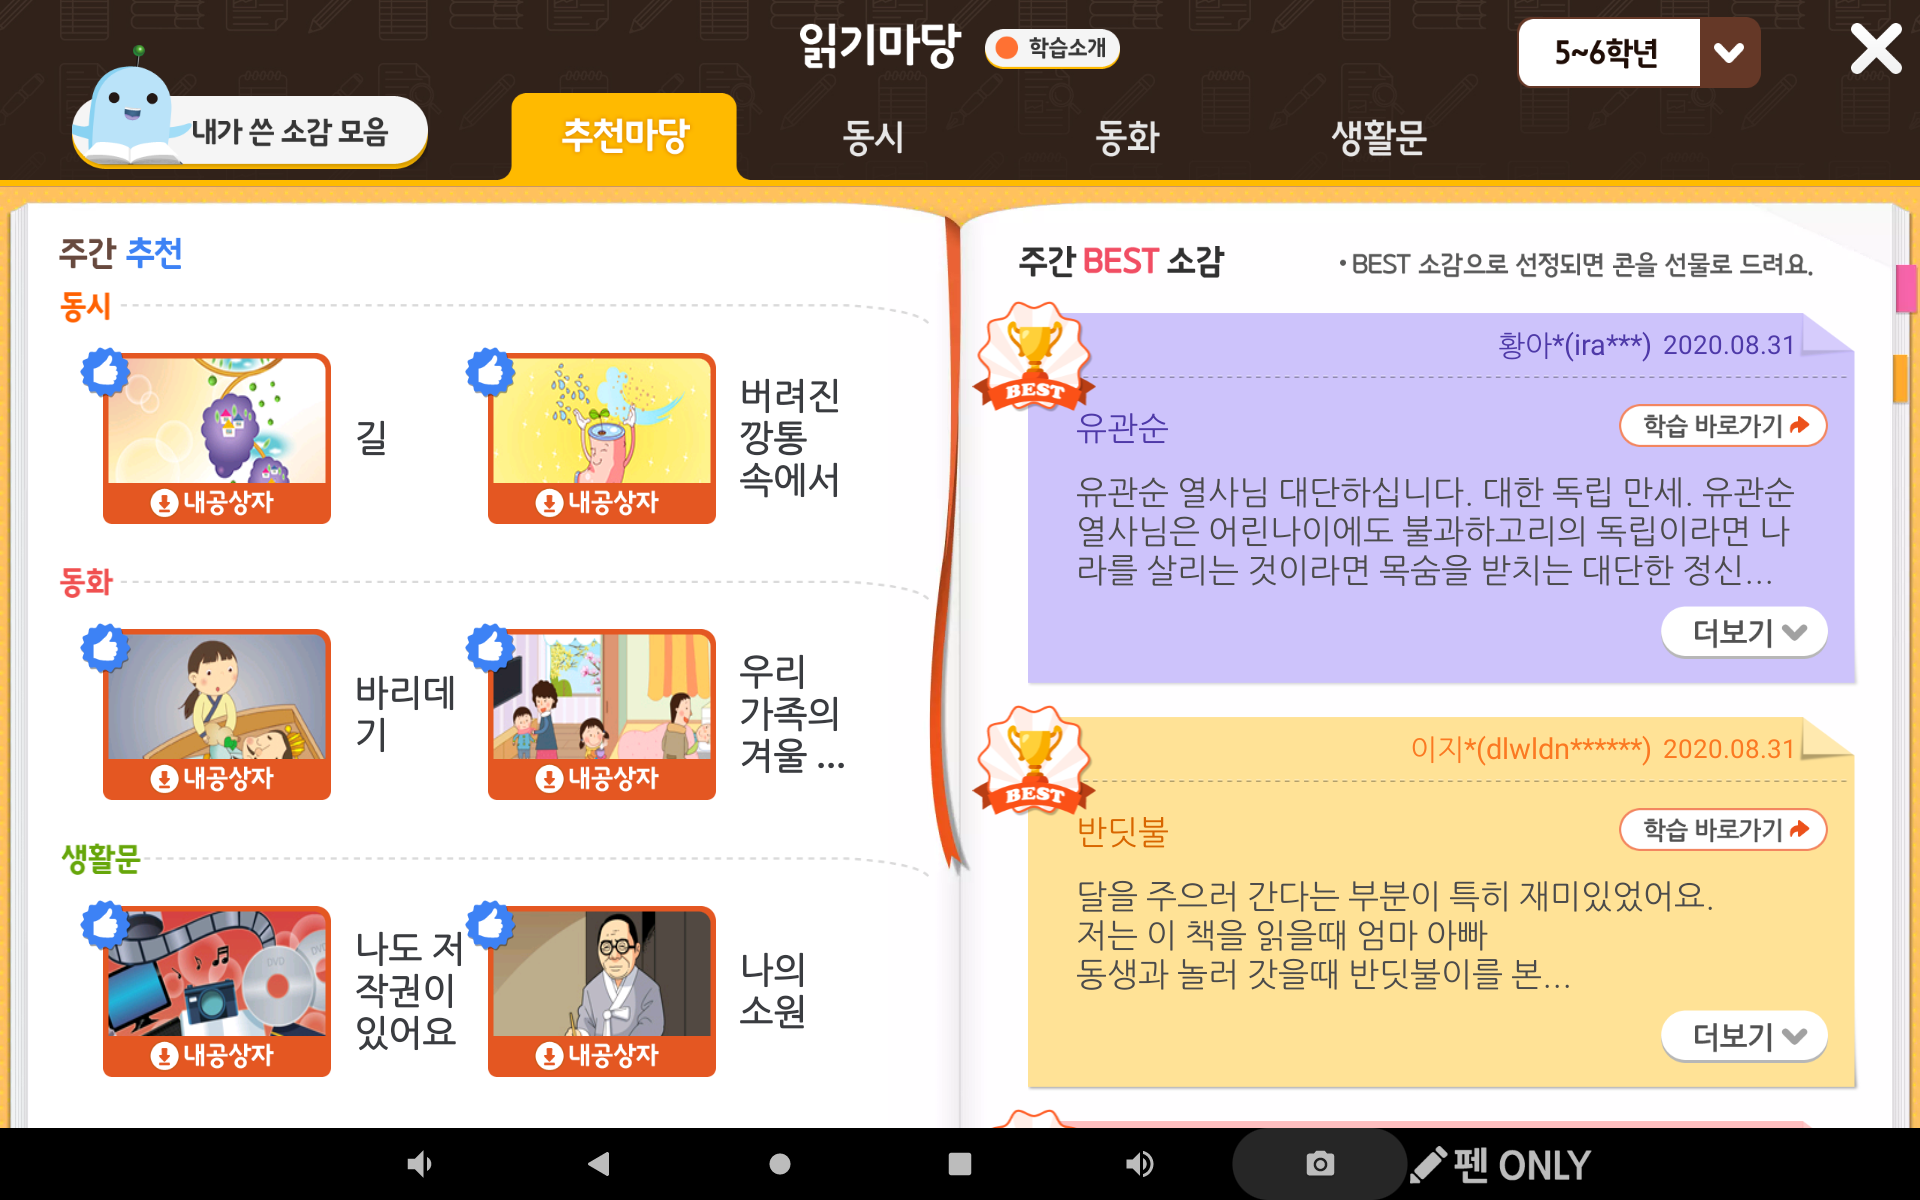 읽기마당
학습소개
5~6학년
내가 쓴 소감 모음
추천마당
동시
동화
생활문
주간 추천
동시
길
내공상자
버려진
깡통
속에서
내공상자
동화
바리데
기
내공상자
우리
가족의
겨울 ...
내공상자
생활문
나도 저
작권이
있어요
DVD
내공상자
나의
소원
내공상자
주간 BEST 소감
• BEST 소감으로 선정되면 콘을 선물로 드려요.
BEST
황아*(ira***) 2020.08.31
유관순
학습 바로가기
유관순 열사님 대단하십니다. 대한 독립 만세. 유관순
열사님은 어린나이에도 불과하고리의 독립이라면 나
라를 살리는 것이라면 목숨을 받치는 대단한 정신...
더보기
BEST
이지*(dlwldn******) 2020.08.31
반딧불
학습 바로가기
달을 주으러 간다는 부분이 특히 재미있었어요.
저는 이 책을 읽을때 엄마 아빠
동생과 놀러 갓을때 반딧불이를 본...
더보기
펜 ONLY